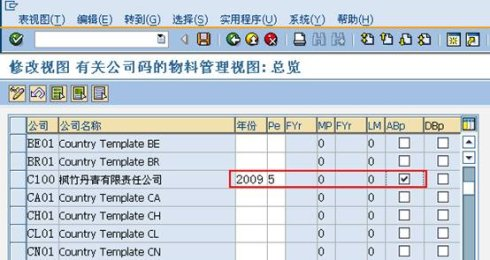 表视图(T) 编辑(E) 转到(G) 选择(S) 实用程序(U) 系统(Y) 帮助(H)
修改视图 有关公司码的物料管理视图: 总览
公司 公司名称 年份 Pe FYr MP FYr LM ABp DBp
BE01 Country Template BE 0 0
BR01 Country Template BR 0 0
C100 枫竹丹青有限责任公司 2009 5 0 0
CA01 Country Template CA 0 0
CH01 Country Template CH 0 0
CL01 Country Template CL 0 0
CN01 Country Template CN 0 0